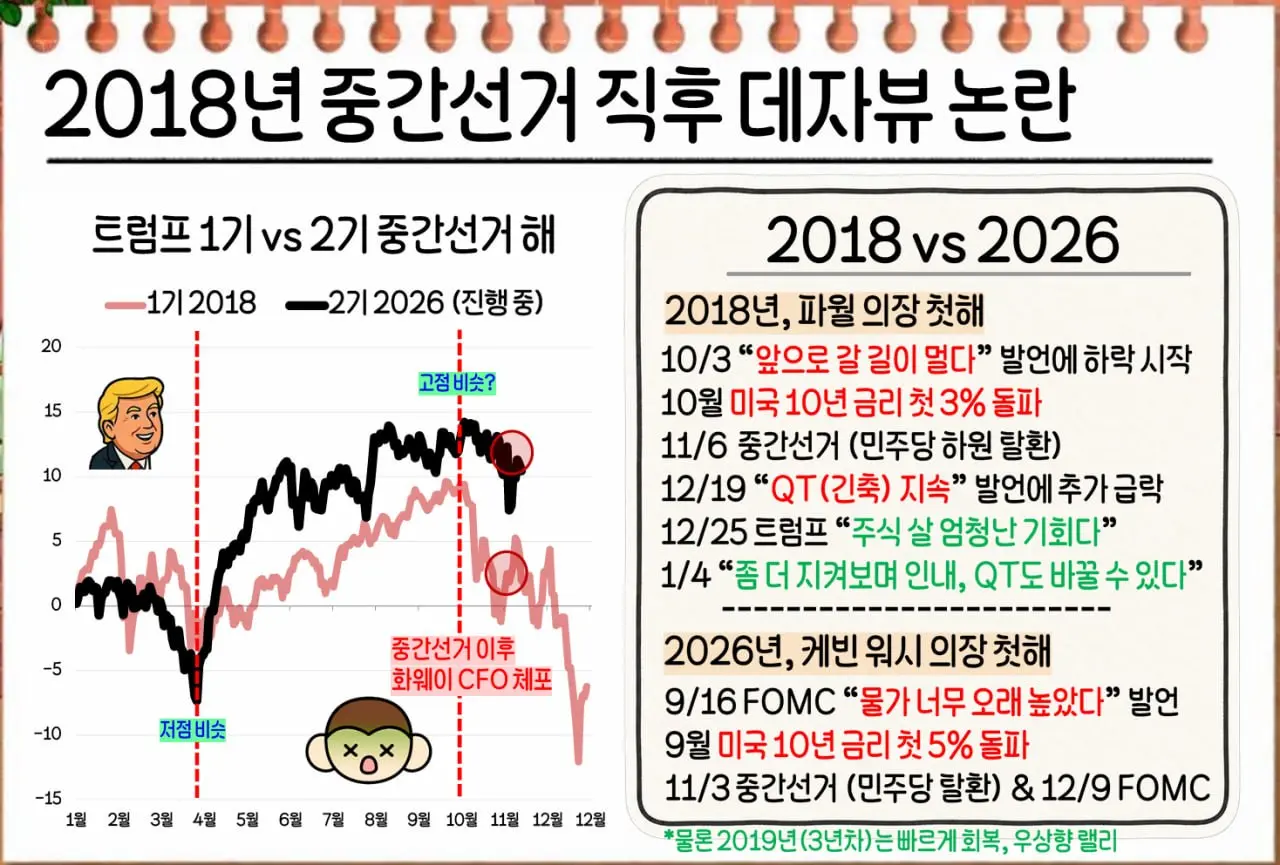 2018년 중간선거 직후 데자뷰 논란
트럼프 1기 vs 2기 중간선거 해
1기 2018 2기 2026 (진행 중)
20
15
10
5
0
-5
-10
-15
고점 비슷?
저점 비슷
중간선거 이후
화웨이 CFO 체포
1월 2월 3월 4월 5월 6월 7월 8월 9월 10월 11월 12월 12월
2018 vs 2026
2018년, 파월 의장 첫해
10/3 “앞으로 갈 길이 멀다” 발언에 하락 시작
10월 미국 10년 금리 첫 3% 돌파
11/6 중간선거 (민주당 하원 탈환)
12/19 “QT(긴축) 지속” 발언에 추가 급락
12/25 트럼프 “주식 살 엄청난 기회다”
1/4 “좀 더 지켜보며 인내, QT도 바꿀 수 있다”
2026년, 케빈 워시 의장 첫해
9/16 FOMC “물가 너무 오래 높았다” 발언
9월 미국 10년 금리 첫 5% 돌파
11/3 중간선거 (민주당 탈환) & 12/9 FOMC
*물론 2019년(3년차)는 빠르게 회복, 우상향 랠리